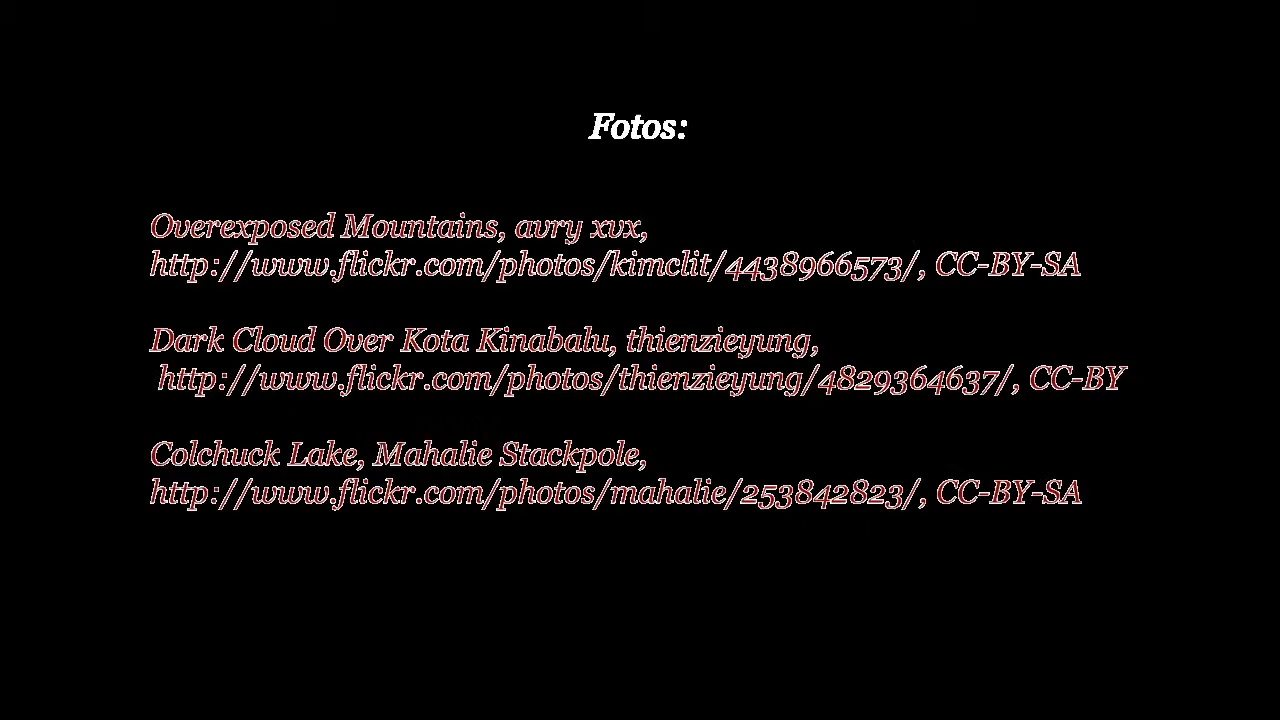 Fotos:
Overexposed Mountains, avry xvx,
http://www.flickr.com/photos/kimclit/4438966573/, CC-BY-SA
Dark Cloud Over Kota Kinabalu, thienzieyung,
http://www.flickr.com/photos/thienzieyung/4829364637/, CC-BY
Colchuck Lake, Mahalie Stackpole,
http://www.flickr.com/photos/mahalie/253842823/, CC-BY-SA